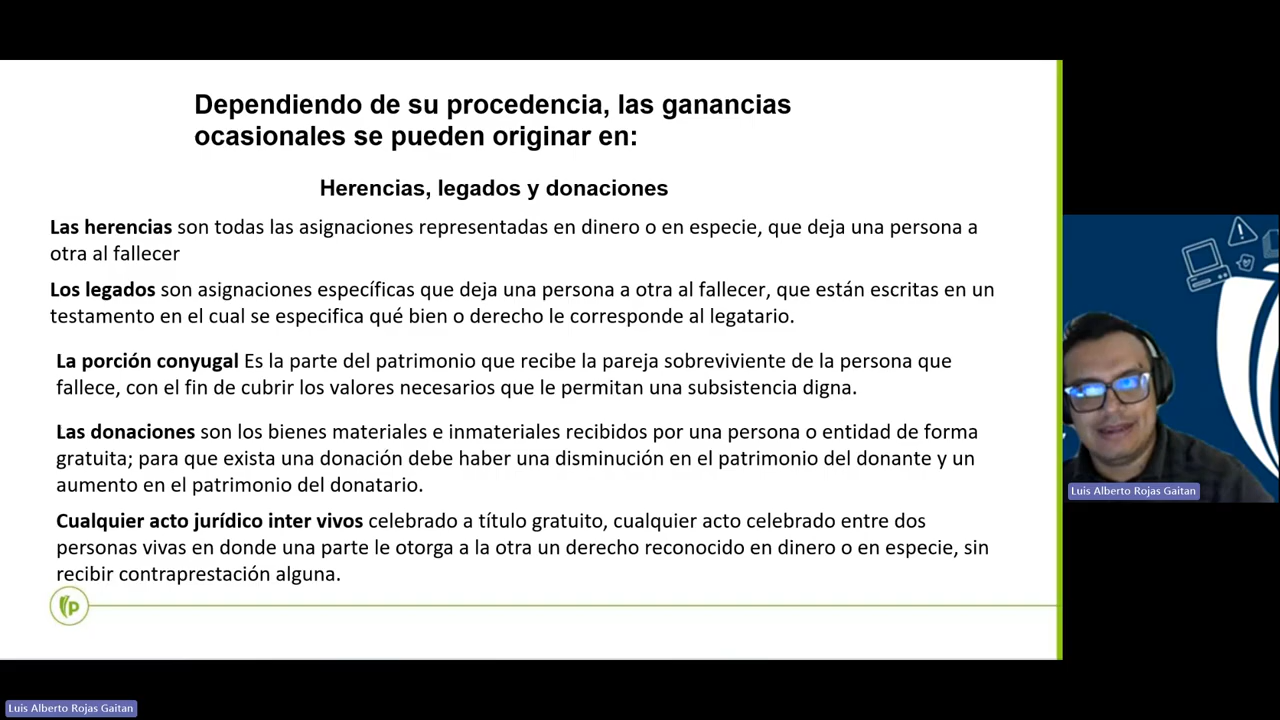 Dependiendo de su procedencia, las ganancias
ocasionales se pueden originar en:
Herencias, legados y donaciones
Las herencias son todas las asignaciones representadas en dinero o en especie, que deja una persona a
otra al fallecer
Los legados son asignaciones específicas que deja una persona a otra al fallecer, que están escritas en un
testamento en el cual se especifica qué bien o derecho le corresponde al legatario.
La porción conyugal Es la parte del patrimonio que recibe la pareja sobreviviente de la persona que
fallece, con el fin de cubrir los valores necesarios que le permitan una subsistencia digna.
Las donaciones son los bienes materiales e inmateriales recibidos por una persona o entidad de forma
gratuita; para que exista una donación debe haber una disminución en el patrimonio del donante y un
aumento en el patrimonio del donatario.
Cualquier acto jurídico inter vivos celebrado a título gratuito, cualquier acto celebrado entre dos
personas vivas en donde una parte le otorga a la otra un derecho reconocido en dinero o en especie, sin
recibir contraprestación alguna.
p
Luis Alberto Rojas Gaitan
Luis Alberto Rojas Gaitan